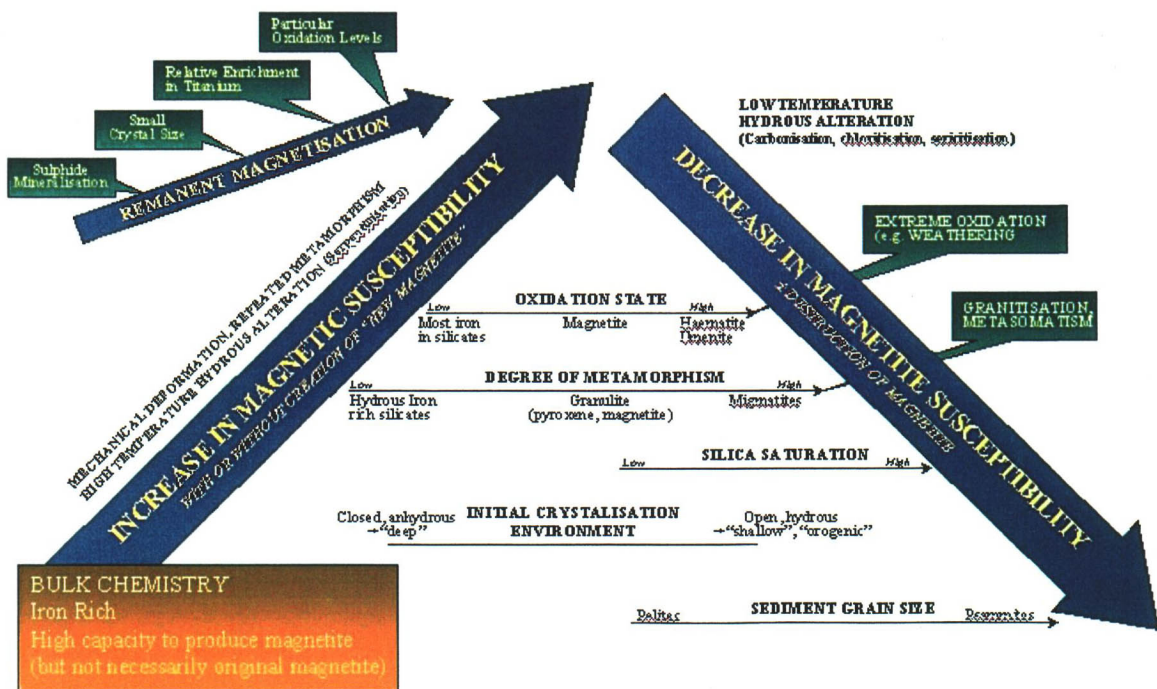 Particular
Oxidation Levels
Relative Enrichment
in Titanium
Small
Crystal Size
Sulphide
Mineralisation
REMANENT MAGNETISATION
MECHANICAL DEFORMATION, REPEATED METAMORPHISM
HIGH TEMPERATURE HYDROUS ALTERATION (Serpentinisation)
INCREASE IN MAGNETIC SUSCEPTIBILITY
WITH OR WITHOUT CREATION OF "NEW MAGNETITE"
LOW TEMPERATURE
HYDROUS ALTERATION
(Carbonisation, chloritisation, sericitisation)
DECREASE IN MAGNETITE SUSCEPTIBILITY
DESTRUCTION OF MAGNETITE
EXTREME OXIDATION
(e.g. WEATHERING
GRANITISATION,
METASOMATISM
OXIDATION STATE
Low High
Most iron Magnetite Haematite
in silicates
DEGREE OF METAMORPHISM
Low High
Hydrous Iron Granulite Migmatites
rich silicates (pyroxene, magnetite)
SILICA SATURATION
Low High
Closed, anhydrous INITIAL CRYSTALISATION Open, hydrous
→"deep" ENVIRONMENT →"shallow", "orogenic"
SEDIMENT GRAIN SIZE
BULK CHEMISTRY
Iron Rich
High capacity to produce magnetite
(but not necessarily original magnetite)